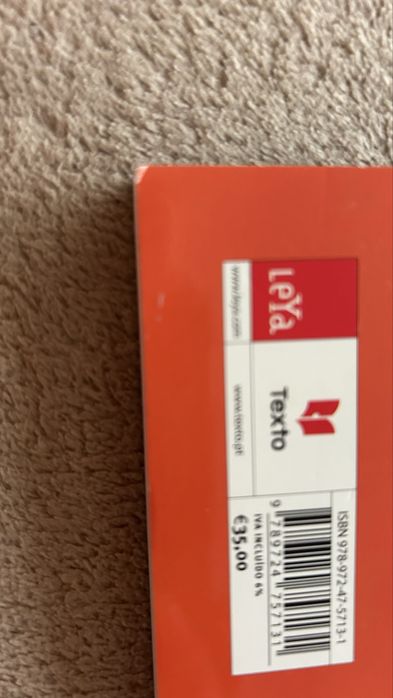 LeYa
www.leya.com
Texto
www.texto.pt
ISBN 978-972-47-5713-1
9 789724 757131
IVA INCLUÍDO 6%
€35,00